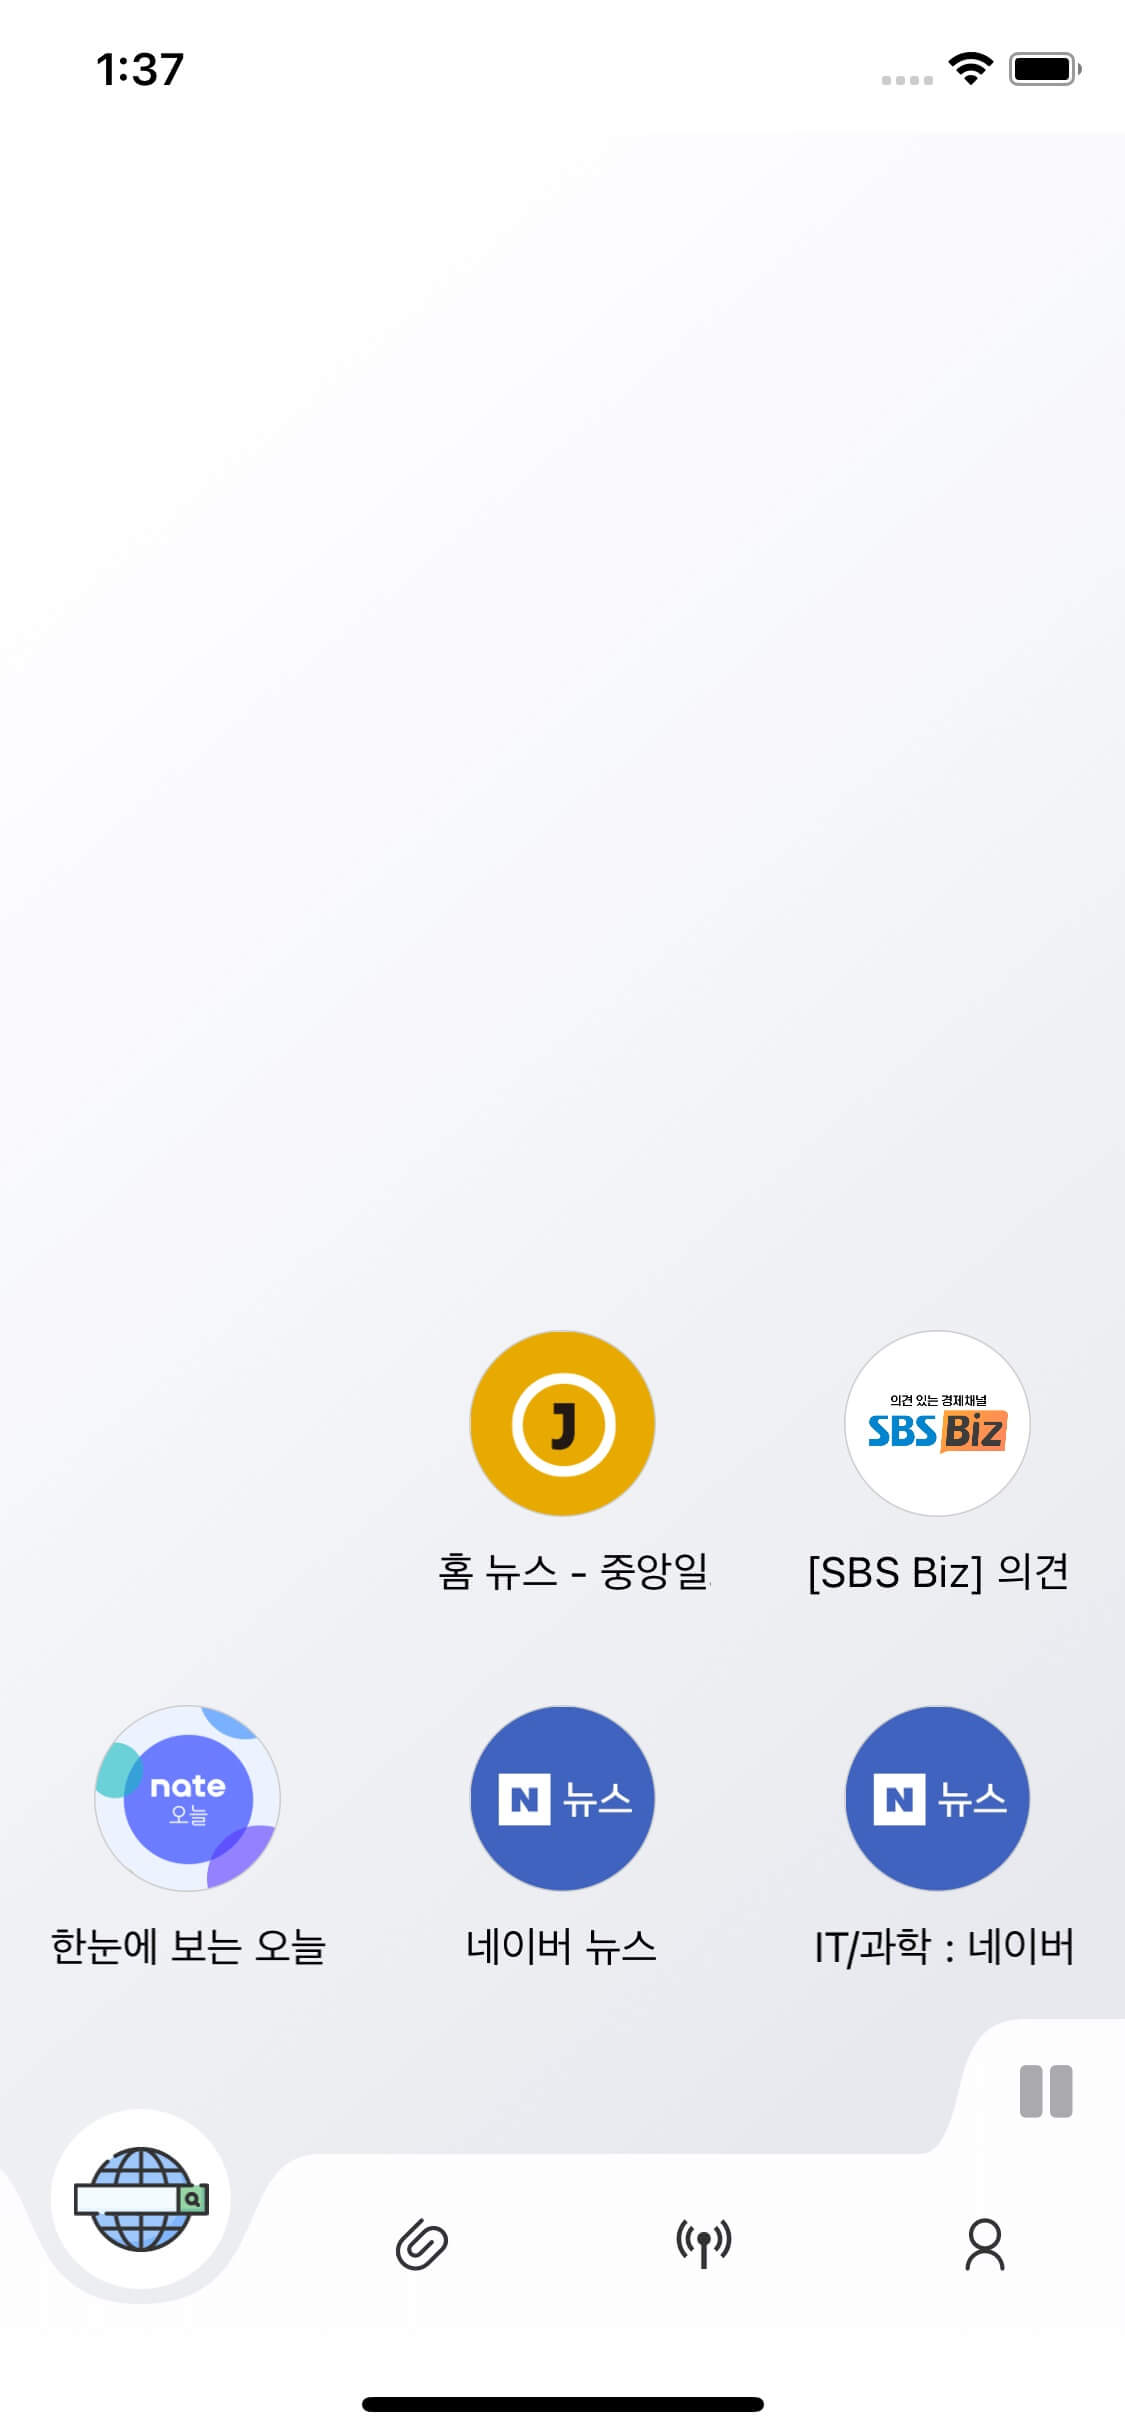 1:37
J
의견 있는 경제채널
SBS Biz
홈 뉴스 - 중앙일
[SBS Biz] 의견
nate
오늘
N 뉴스
N 뉴스
한눈에 보는 오늘
네이버 뉴스
IT/과학 : 네이버